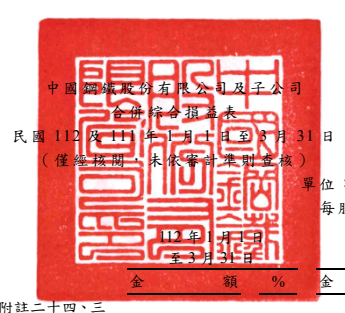 中國鋼鐵股份有限公司及子公司
合併綜合損益表
民國 112 及 111 年 1 月 1 日至 3 月 31 日
（僅經核閱，未依審計準則查核）
單位：
每股
112 年 1 月 1 日
至 3 月 31 日
金 額 % 金
附註二十四、三